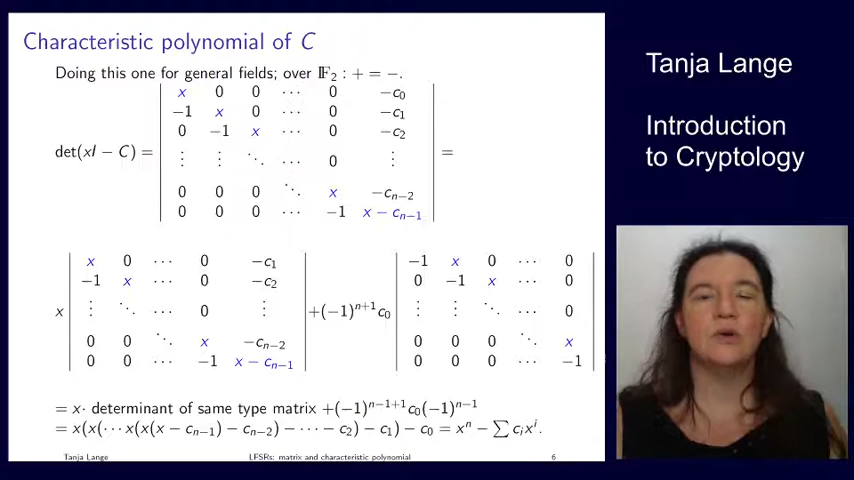 Characteristic polynomial of C
Doing this one for general fields; over 𝔽₂ : + = −.
x 0 0 ⋯ 0 −c₀
−1 x 0 ⋯ 0 −c₁
0 −1 x ⋯ 0 −c₂
det(xI − C) = ⋮ ⋮ ⋱ ⋯ 0 ⋮ =
0 0 0 ⋱ x −cₙ₋₂
0 0 0 ⋯ −1 x − cₙ₋₁
x 0 ⋯ 0 −c₁
−1 x ⋯ 0 −c₂
x ⋮ ⋱ ⋯ 0 ⋮
0 0 ⋱ x −cₙ₋₂
0 0 ⋯ −1 x − cₙ₋₁
+(−1)ⁿ⁺¹c₀
−1 x 0 ⋯ 0
0 −1 x ⋯ 0
⋮ ⋮ ⋱ ⋯ 0
0 0 0 ⋱ x
0 0 0 ⋯ −1
= x· determinant of same type matrix +(−1)ⁿ⁻¹⁺¹c₀(−1)ⁿ⁻¹
= x(x(⋯ x(x(x − cₙ₋₁) − cₙ₋₂) − ⋯ − c₂) − c₁) − c₀ = xⁿ − ∑ cᵢxⁱ.
Tanja Lange LFSRs: matrix and characteristic polynomial 6
Tanja Lange
Introduction
to Cryptology